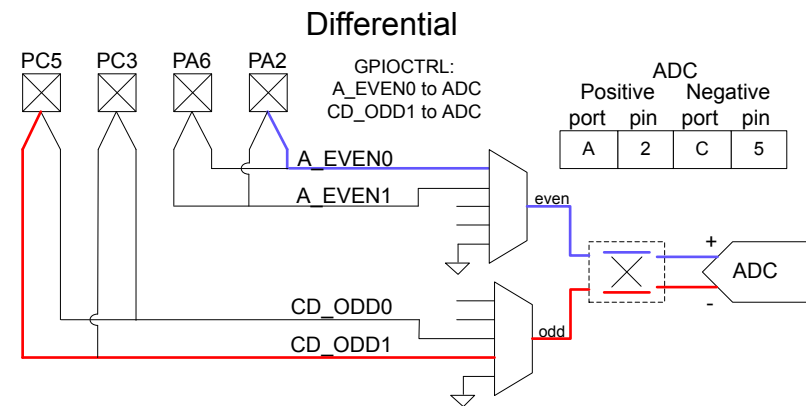 Differential
PC5 PC3 PA6 PA2
GPIOCTRL:
A_EVEN0 to ADC
CD_ODD1 to ADC
ADC
Positive Negative
port pin port pin
A 2 C 5
A_EVEN0
A_EVEN1
even
+
ADC
-
CD_ODD0
odd
CD_ODD1